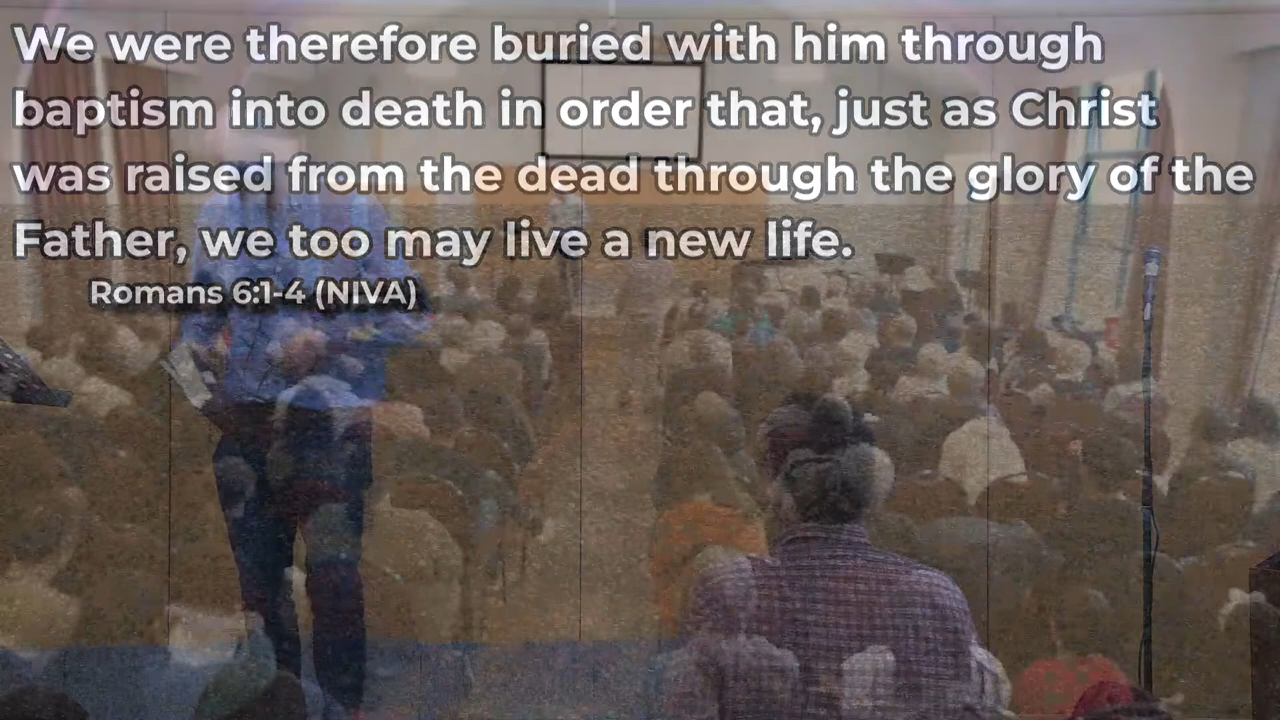 We were therefore buried with him through
baptism into death in order that, just as Christ
was raised from the dead through the glory of the
Father, we too may live a new life.
Romans 6:1-4 (NIVA)